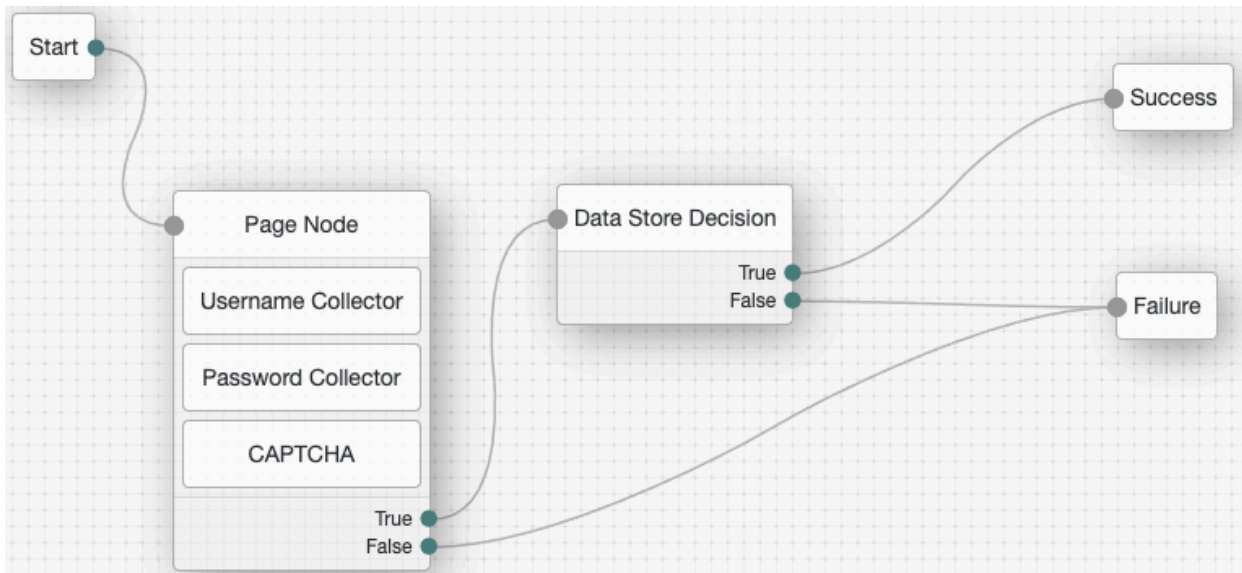 Start
Success
Page Node
Data Store Decision
Username Collector
True
False
Failure
Password Collector
CAPTCHA
True
False